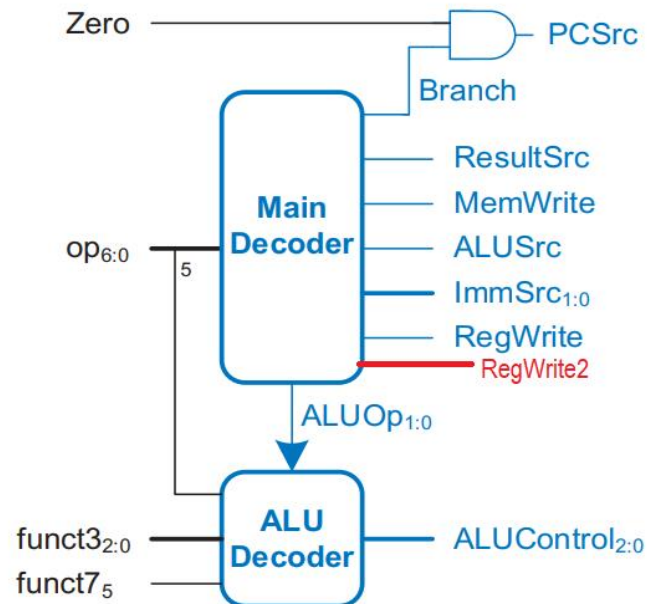 Zero
PCSrc
Branch
ResultSrc
Main
Decoder
MemWrite
op6:0
5
ALUSrc
ImmSrc1:0
RegWrite
RegWrite2
ALUOp1:0
ALU
Decoder
funct32:0
ALUControl2:0
funct75